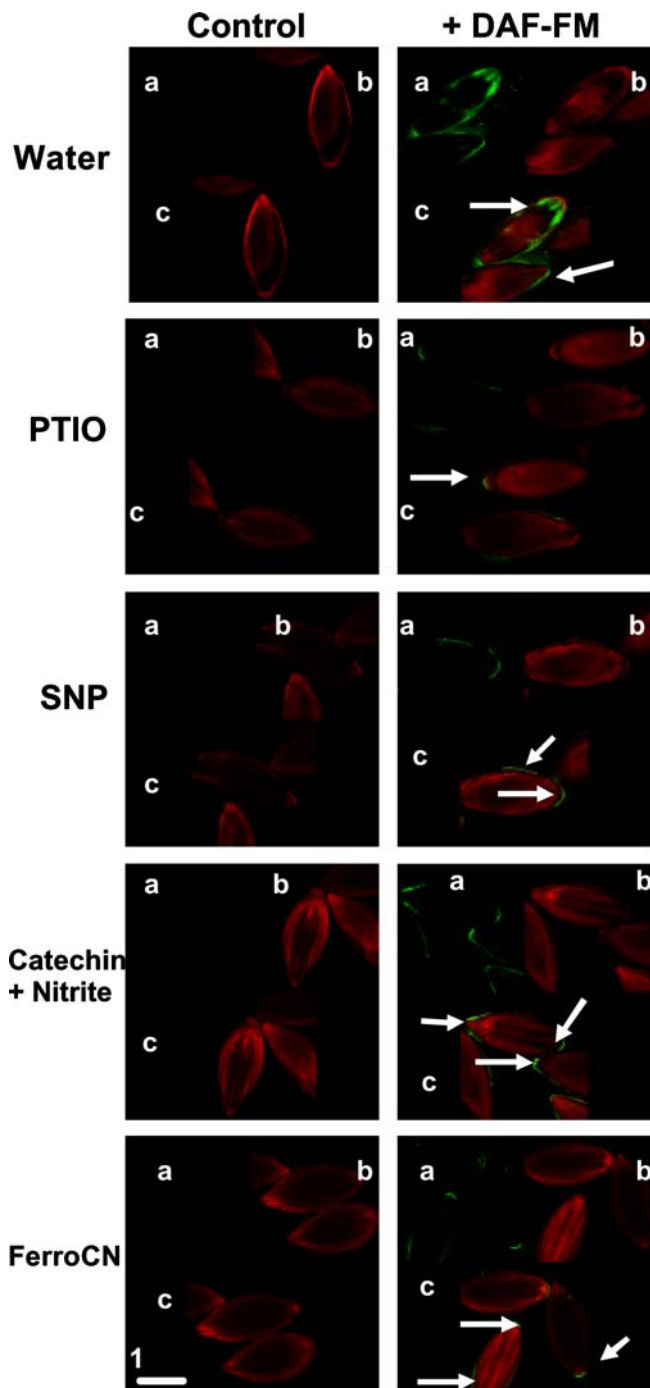 Control + DAF-FM
Water
a b a b
c c
PTIO
a b a b
c c
SNP
a b a b
c c
Catechin
+ Nitrite
a b a b
c c
FerroCN
a b a b
c c
1